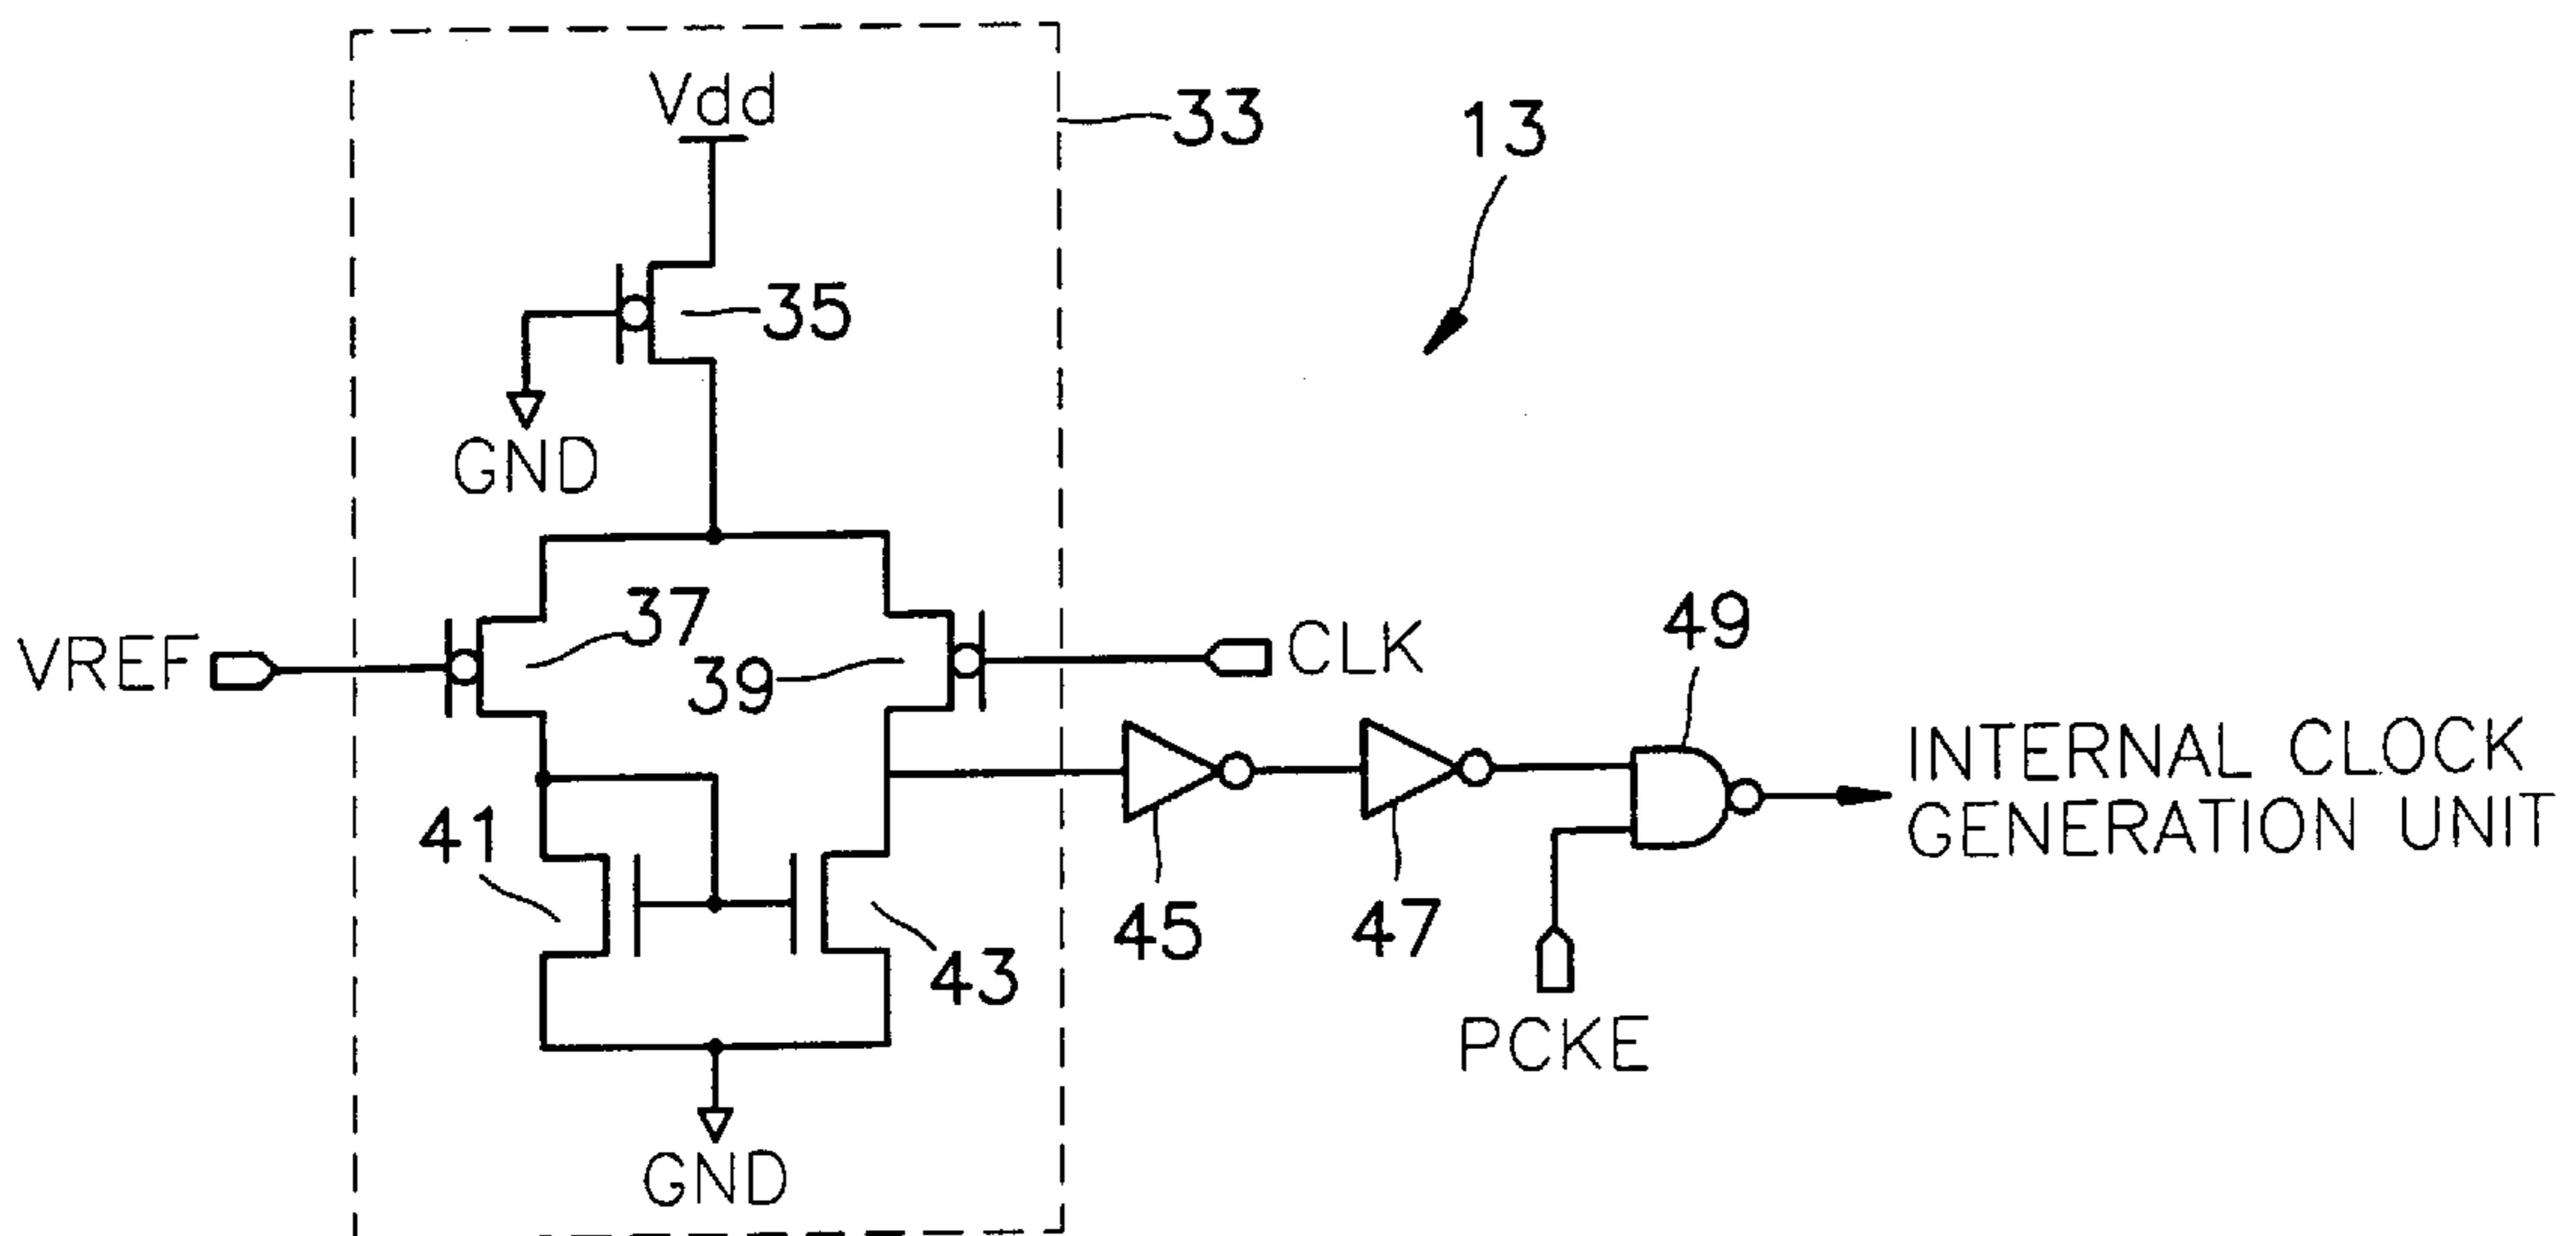 Vdd
33
13
35
GND
37
VREF
39
CLK
49
INTERNAL CLOCK
GENERATION UNIT
41
43
45
47
PCKE
GND